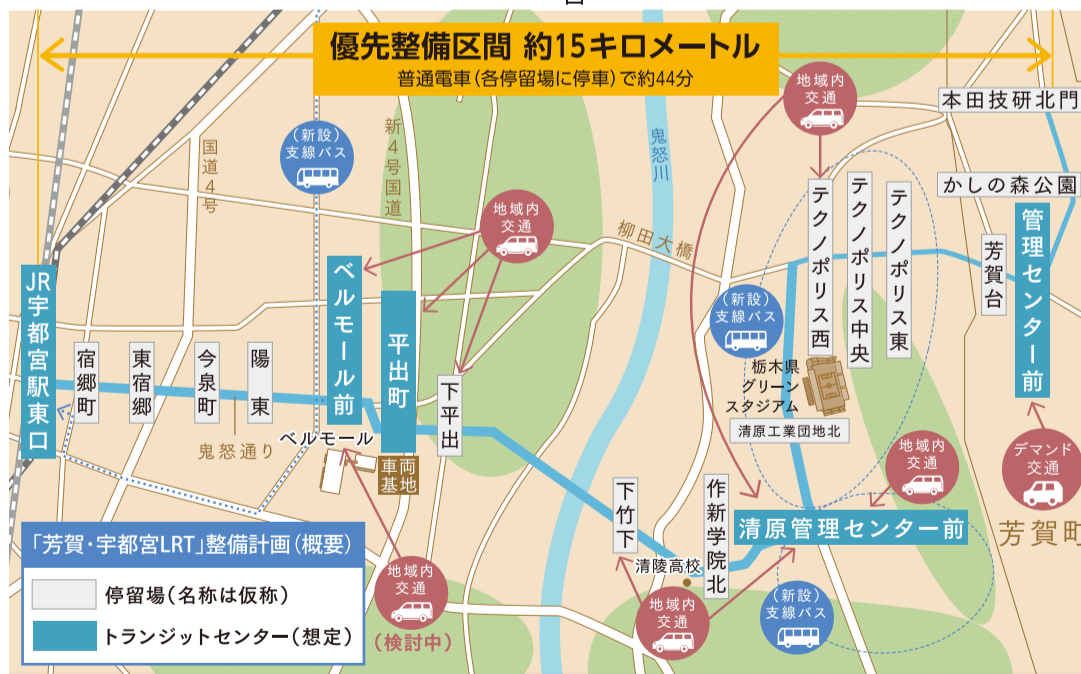 優先整備区間 約15キロメートル
普通電車(各停留場に停車)で約44分
地域内
交通
本田技研北門
(新設)
支線バス
国道4号
新4号国道
鬼怒川
地域内
交通
柳田大橋
かしの森公園
テクノポリス西
テクノポリス中央
テクノポリス東
芳賀台
管理センター前
JR宇都宮駅東口
宿郷町
東宿郷
今泉町
陽東
鬼怒通り
ベルモール前
平出町
下平出
ベルモール
車両
基地
(新設)
支線バス
栃木県
グリーン
スタジアム
清原工業団地北
地域内
交通
デマンド
交通
芳賀町
下竹下
作新学院北
清原管理センター前
清陵高校
地域内
交通
(検討中)
地域内
交通
(新設)
支線バス
「芳賀・宇都宮LRT」整備計画(概要)
停留場(名称は仮称)
トランジットセンター(想定)